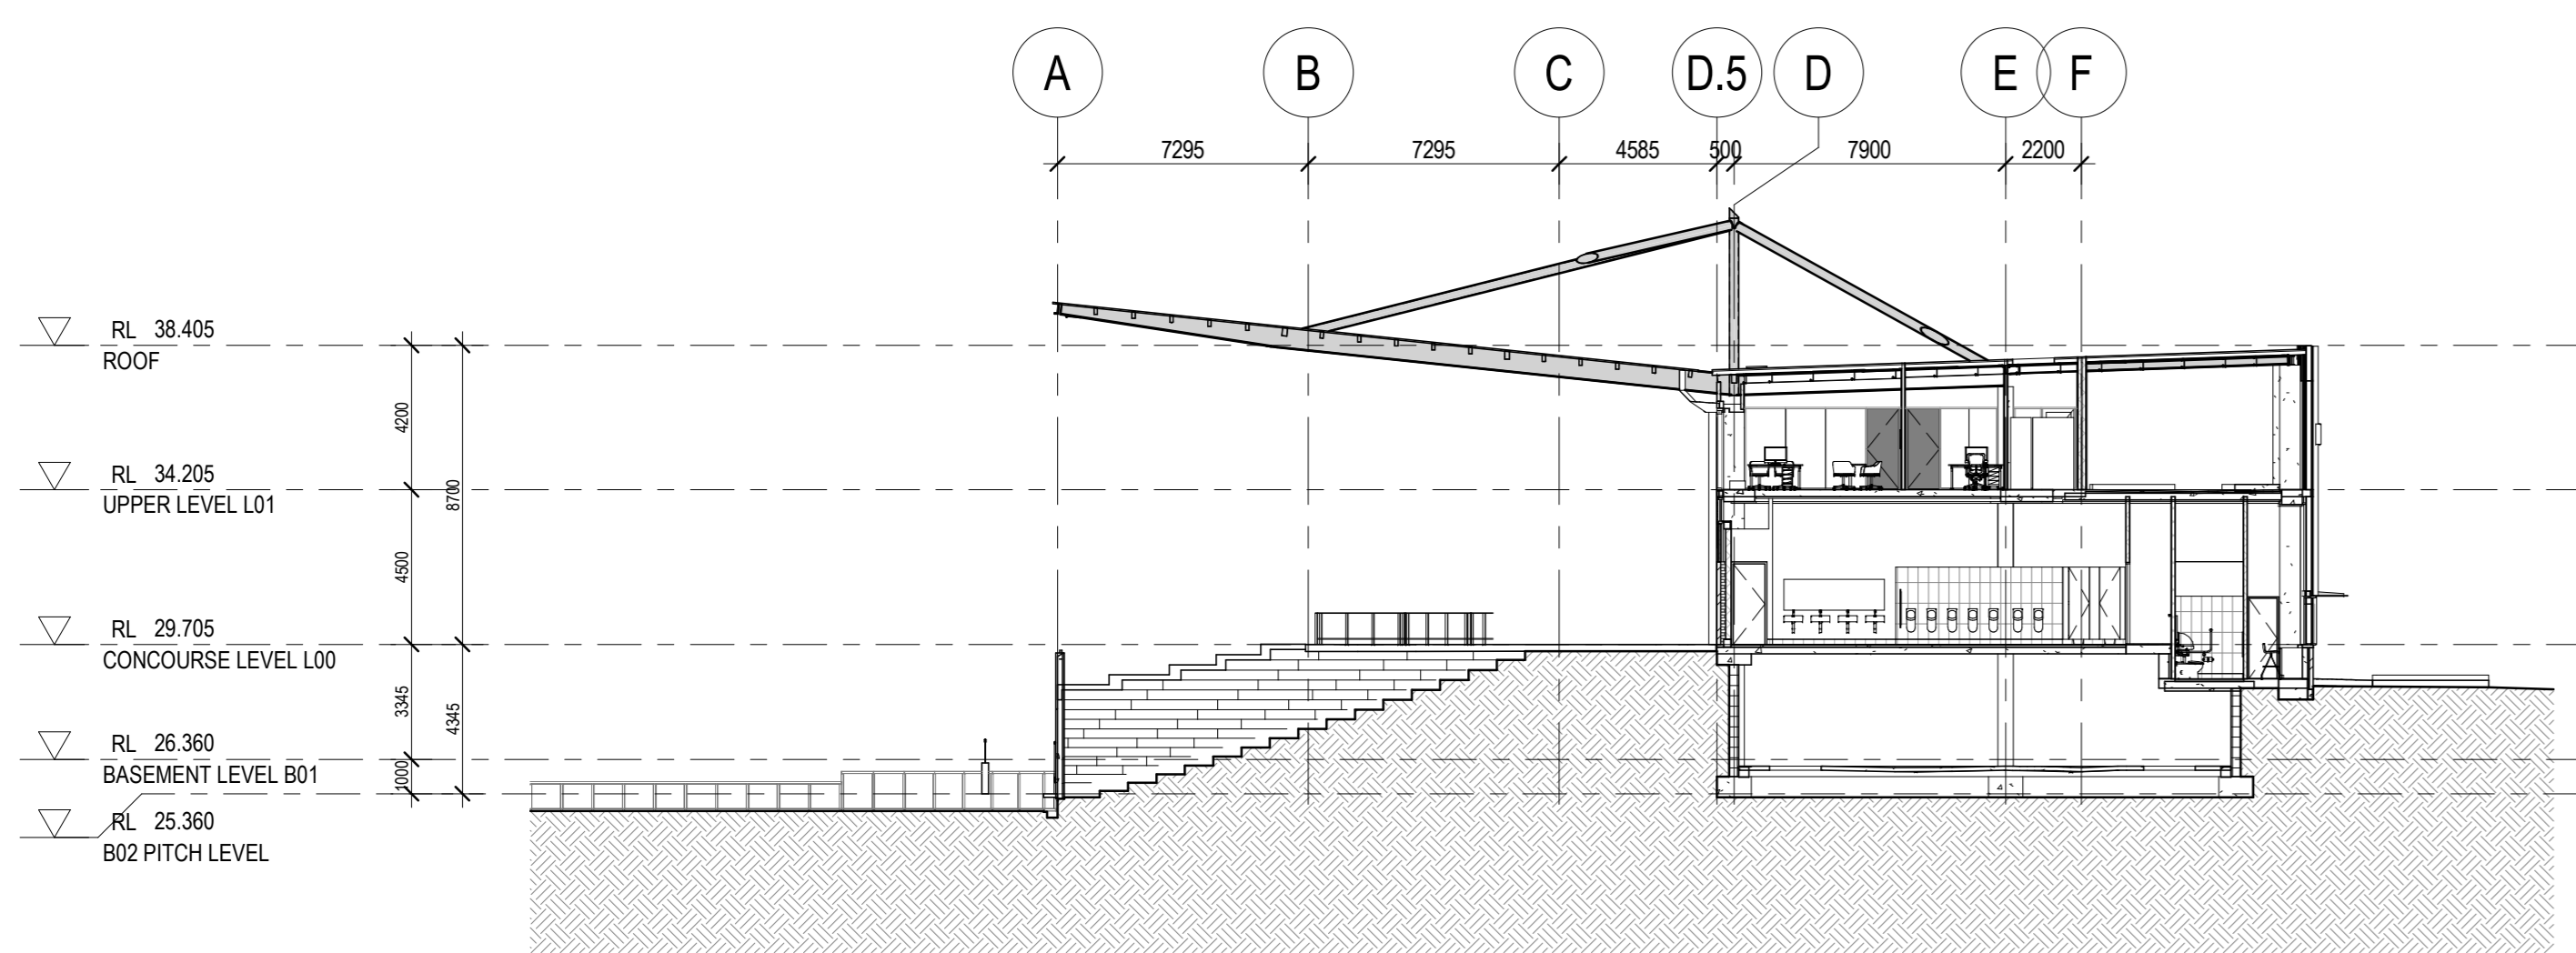 A
B
C
D.5
D
E
F
7295
7295
4585
500
7900
2200
RL 38.405
ROOF
4200
RL 34.205
UPPER LEVEL L01
8700
4500
RL 29.705
CONCOURSE LEVEL L00
3345
4345
RL 26.360
BASEMENT LEVEL B01
1000
RL 25.360
B02 PITCH LEVEL